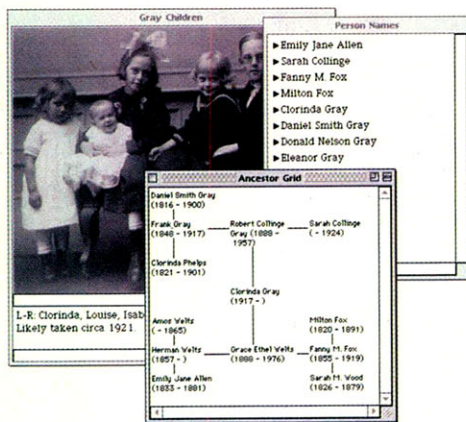 Gray Children
L-R: Clorinda, Louise,
Likely taken circa 1921.
Person Names
Emily Jane Allen
Sarah Collinge
Fanny M. Fox
Milton Fox
Clorinda Gray
Daniel Smith Gray
Donald Nelson Gray
Eleanor Gray
Ancestor Grid
Daniel Smith Gray
(1816 - 1900)
Frank Gray
(1848 - 1917)
Robert Collinge
Gray (1888 -
1957)
Sarah Collinge
( - 1924)
Clorinda Phelps
(1821 - 1901)
Clorinda Gray
(1917 - )
Amos Welts
( - 1865)
Milton Fox
(1820 - 1891)
Herman Welts
(1857 - )
Grace Ethel Welts
(1888 - 1976)
Fanny M. Fox
(1855 - 1919)
Emily Jane Allen
(1833 - 1881)
Sarah M. Wood
(1826 - 1879)